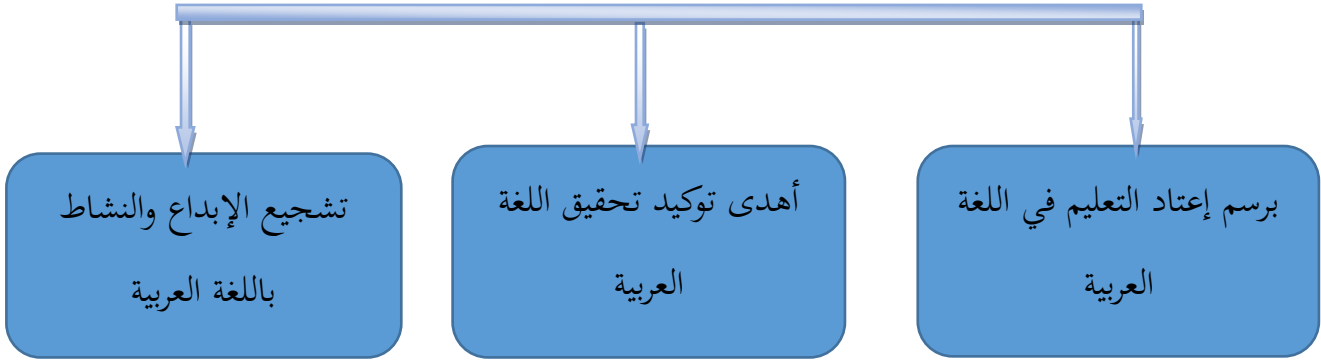 برسم إعتاد التعليم في اللغة
العربية
أهدى توكيد تحقيق اللغة
العربية
تشجيع الإبداع والنشاط
باللغة العربية